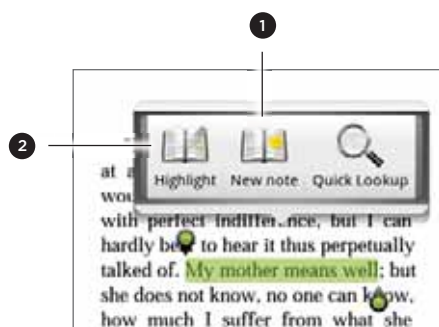 1
2
Highlight New note Quick Lookup
at a
wou
with perfect indifference, but I can
hardly be to hear it thus perpetually
talked of. My mother means well; but
she does not know, no one can know,
how much I suffer from what she